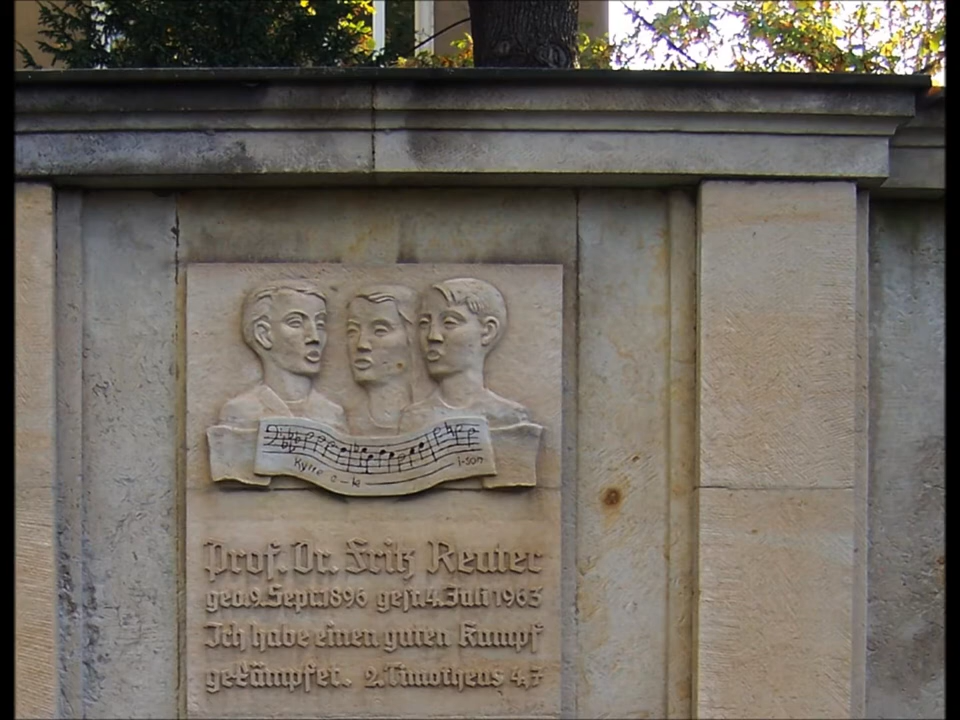 Kyrie e - le - i-son
Prof. Dr. Fritz Reuter
geb.9.Sept.1896 gest.4.Juli 1963
Ich habe einen guten Kampf
gekämpfet. 2.Timotheus 4,7